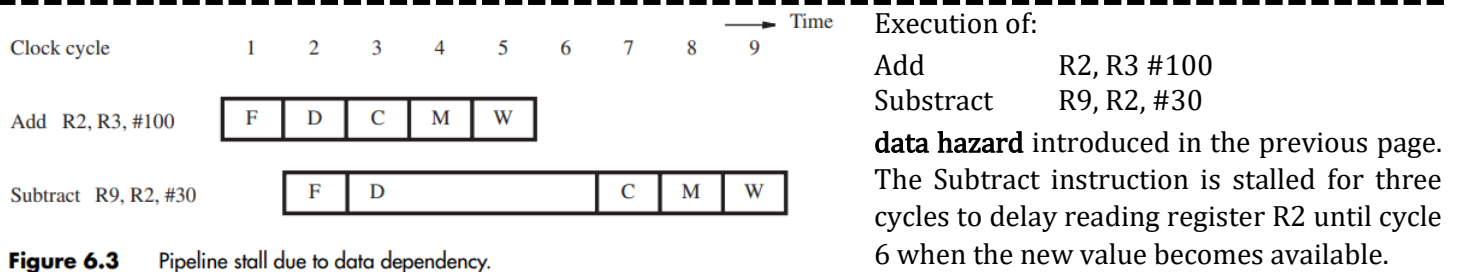 Time
Clock cycle 1 2 3 4 5 6 7 8 9
Add R2, R3, #100 F D C M W
Subtract R9, R2, #30 F D C M W
Figure 6.3 Pipeline stall due to data dependency.
Execution of:
Add R2, R3 #100
Substract R9, R2, #30
data hazard introduced in the previous page.
The Subtract instruction is stalled for three
cycles to delay reading register R2 until cycle
6 when the new value becomes available.